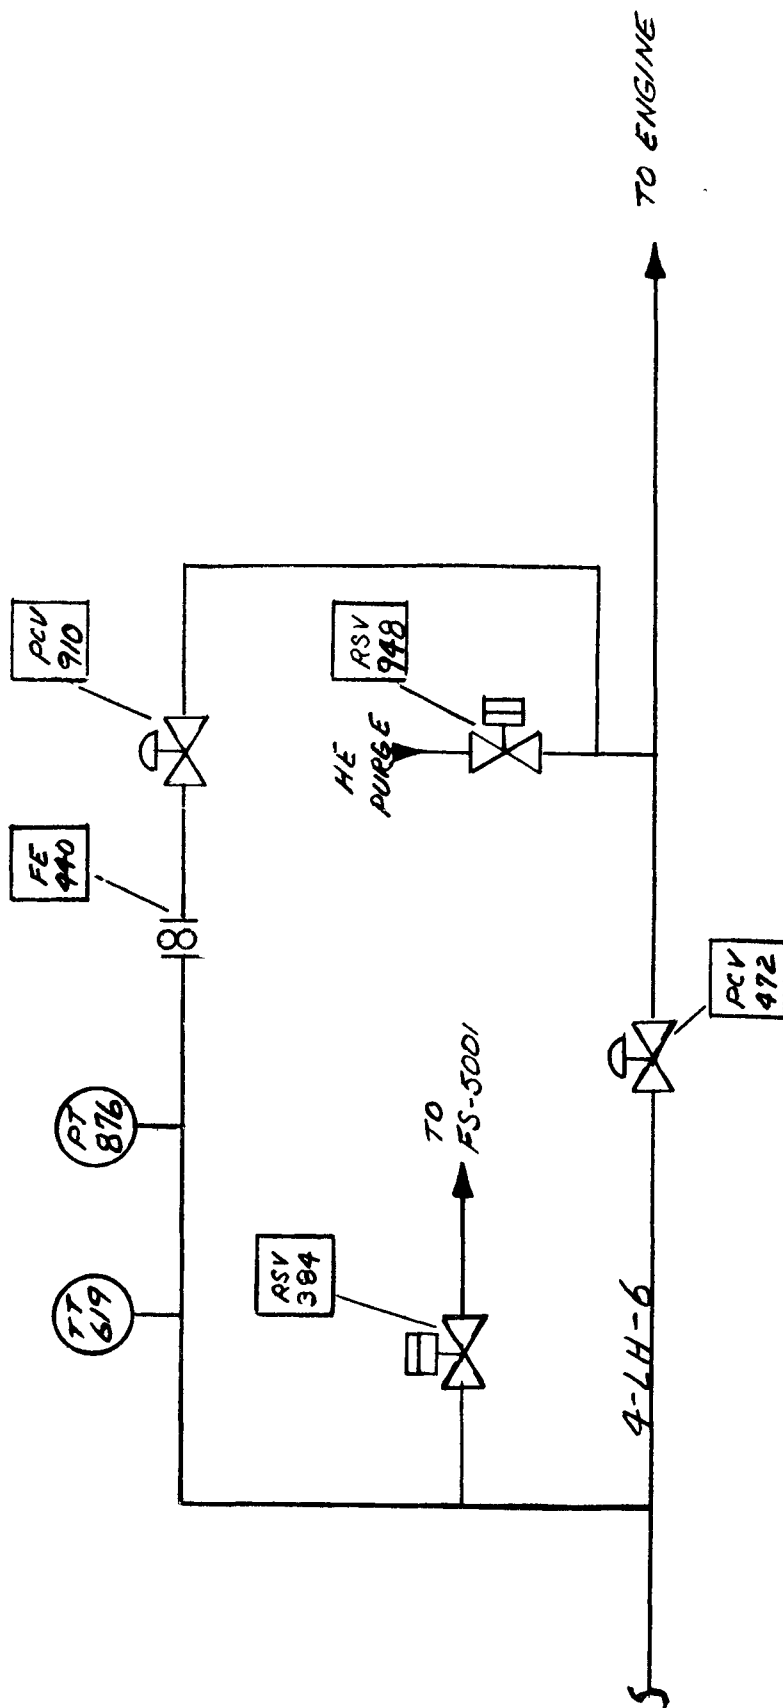 TT
619
PT
876
FE
440
PCV
910
RSV
384
TO
FS-5001
HE
PURGE
RSV
948
4-LH-6
PCV
472
TO ENGINE